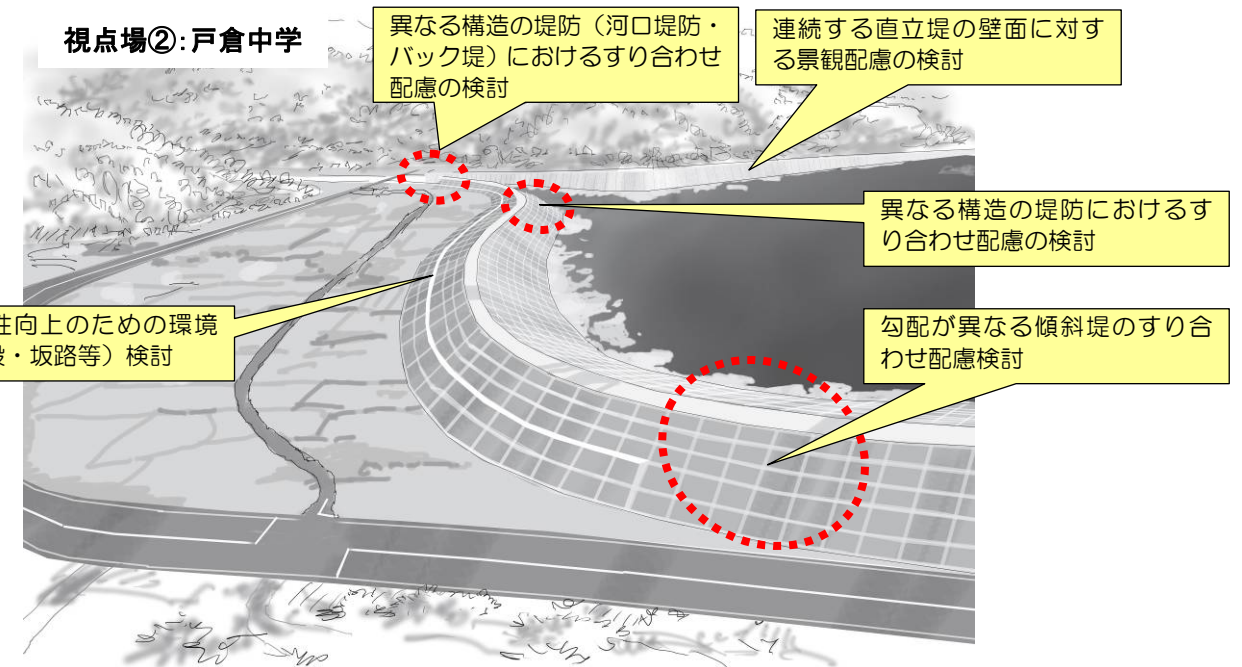 視点場②:戸倉中学
異なる構造の堤防（河口堤防・
バック堤）におけるすり合わせ
配慮の検討
連続する直立堤の壁面に対す
る景観配慮の検討
異なる構造の堤防におけるす
り合わせ配慮の検討
性向上のための環境
・坂路等）検討
勾配が異なる傾斜堤のすり合
わせ配慮検討